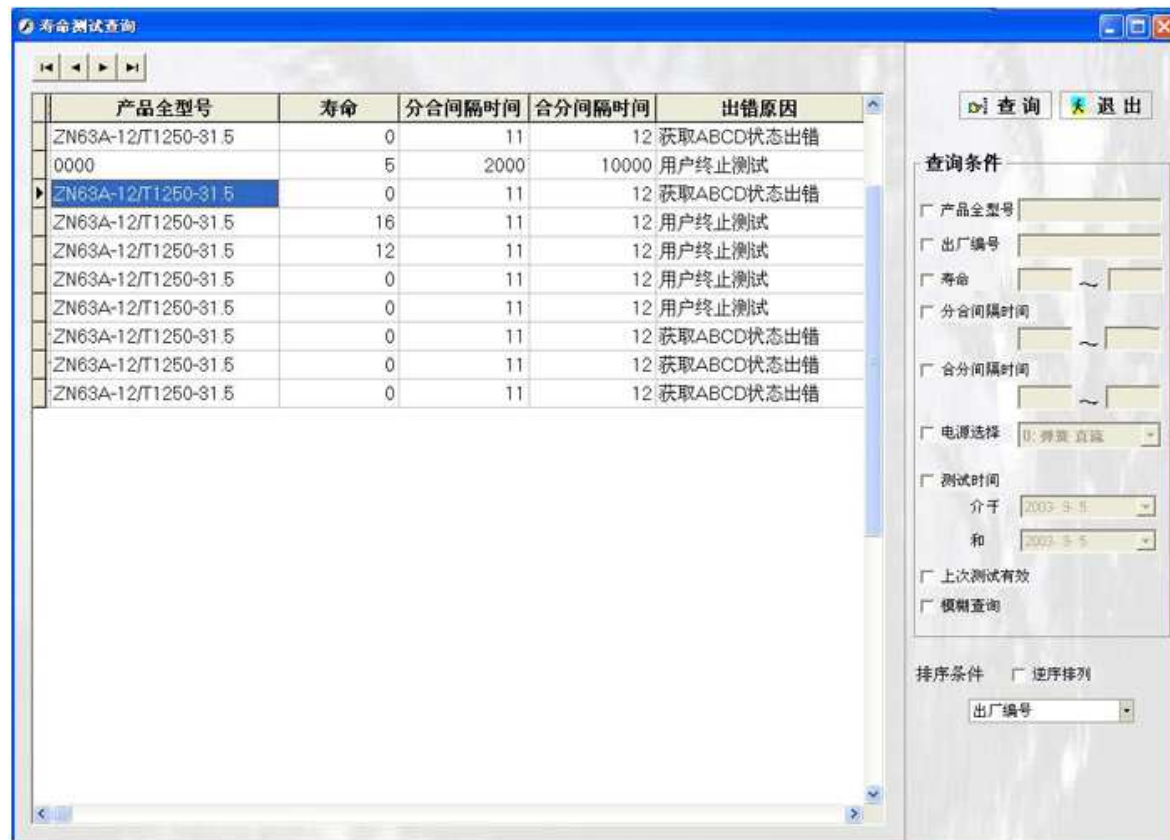 寿命测试查询
产品全型号 寿命 分合间隔时间 合分间隔时间 出错原因
ZN63A-12/T1250-31.5 0 11 12 获取ABCD状态出错
0000 5 2000 10000 用户终止测试
ZN63A-12/T1250-31.5 0 11 12 获取ABCD状态出错
ZN63A-12/T1250-31.5 16 11 12 用户终止测试
ZN63A-12/T1250-31.5 12 11 12 用户终止测试
ZN63A-12/T1250-31.5 0 11 12 用户终止测试
ZN63A-12/T1250-31.5 0 11 12 用户终止测试
ZN63A-12/T1250-31.5 0 11 12 获取ABCD状态出错
ZN63A-12/T1250-31.5 0 11 12 获取ABCD状态出错
ZN63A-12/T1250-31.5 0 11 12 获取ABCD状态出错
查询 退出
查询条件
产品全型号
出厂编号
寿命 ~
分合间隔时间
~
合分间隔时间
~
电源选择 0: 弹簧 直流
测试时间
介于 2003- 9- 5
和 2003- 9- 5
上次测试有效
模糊查询
排序条件 逆序排列
出厂编号